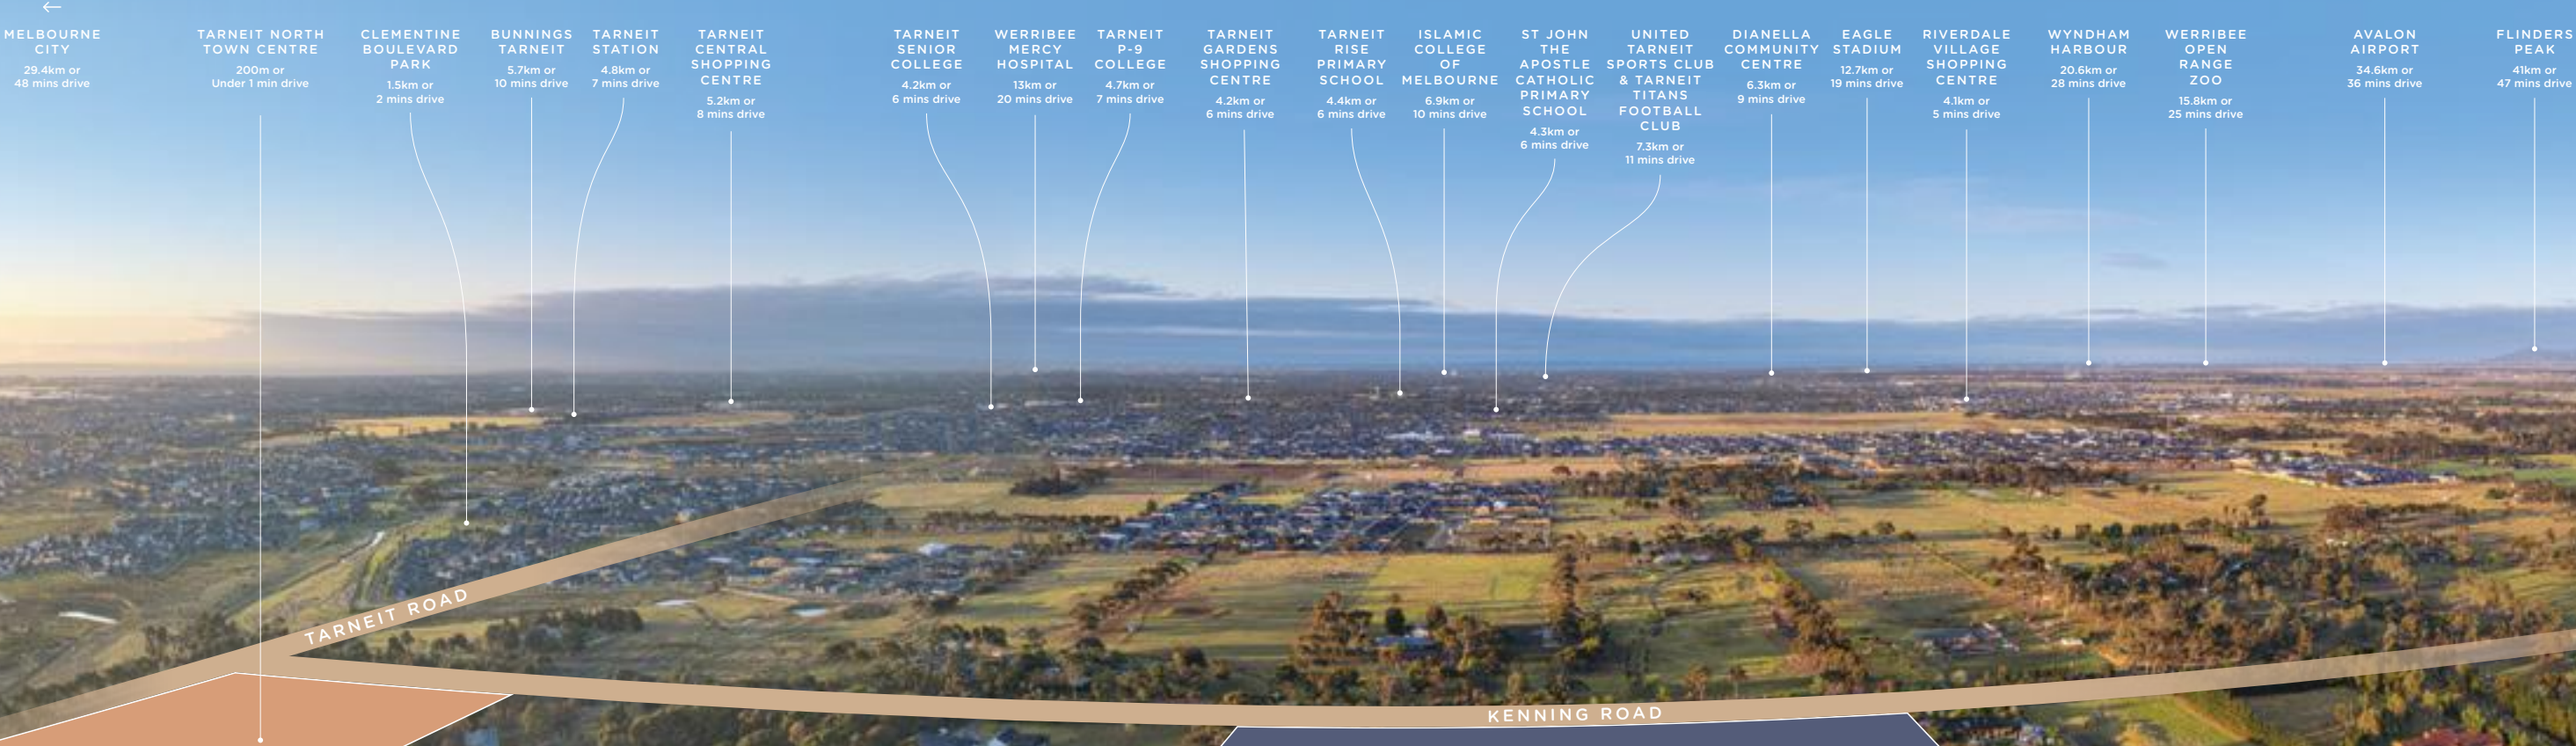 ←
MELBOURNE
CITY
29.4km or
48 mins drive
TARNEIT NORTH
TOWN CENTRE
200m or
Under 1 min drive
CLEMENTINE
BOULEVARD
PARK
1.5km or
2 mins drive
BUNNINGS
TARNEIT
5.7km or
10 mins drive
TARNEIT
STATION
4.8km or
7 mins drive
TARNEIT
CENTRAL
SHOPPING
CENTRE
5.2km or
8 mins drive
TARNEIT
SENIOR
COLLEGE
4.2km or
6 mins drive
WERRIBEE
MERCY
HOSPITAL
13km or
20 mins drive
TARNEIT
P-9
COLLEGE
4.7km or
7 mins drive
TARNEIT
GARDENS
SHOPPING
CENTRE
4.2km or
6 mins drive
TARNEIT
RISE
PRIMARY
SCHOOL
4.4km or
6 mins drive
ISLAMIC
COLLEGE
OF
MELBOURNE
6.9km or
10 mins drive
ST JOHN
THE
APOSTLE
CATHOLIC
PRIMARY
SCHOOL
4.3km or
6 mins drive
UNITED
TARNEIT
SPORTS CLUB
& TARNEIT
TITANS
FOOTBALL
CLUB
7.3km or
11 mins drive
DIANELLA
COMMUNITY
CENTRE
6.3km or
9 mins drive
EAGLE
STADIUM
12.7km or
19 mins drive
RIVERDALE
VILLAGE
SHOPPING
CENTRE
4.1km or
5 mins drive
WYNDHAM
HARBOUR
20.6km or
28 mins drive
WERRIBEE
OPEN
RANGE
ZOO
15.8km or
25 mins drive
AVALON
AIRPORT
34.6km or
36 mins drive
FLINDERS
PEAK
41km or
47 mins drive
TARNEIT ROAD
KENNING ROAD